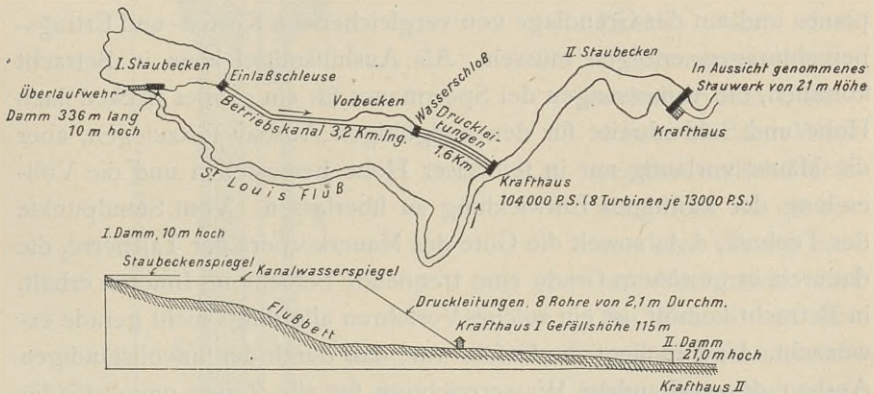 II. Staubecken
I. Staubecken
In Aussicht genommenes
Stauwerk von 21 m Höhe
Einlaßschleuse
Überlaufwehr
Damm 336 m lang
10 m hoch
Vorbecken
Wasserschloß
Drucklei-
tungen
1,6 Km
Betriebskanal 3,2 Km. lng.
Krafthaus
St. Louis Fluß
Krafthaus
104.000 P.S. (8 Turbinen je 13000 P.S.)
I. Damm, 10 m hoch
Staubeckenspiegel
Kanalwasserspiegel
Druckleitungen, 8 Rohre von 2,1 m Durchm.
Flußbett
Krafthaus I Gefällshöhe 115 m
II. Damm
21,0 m hoch
Krafthaus II